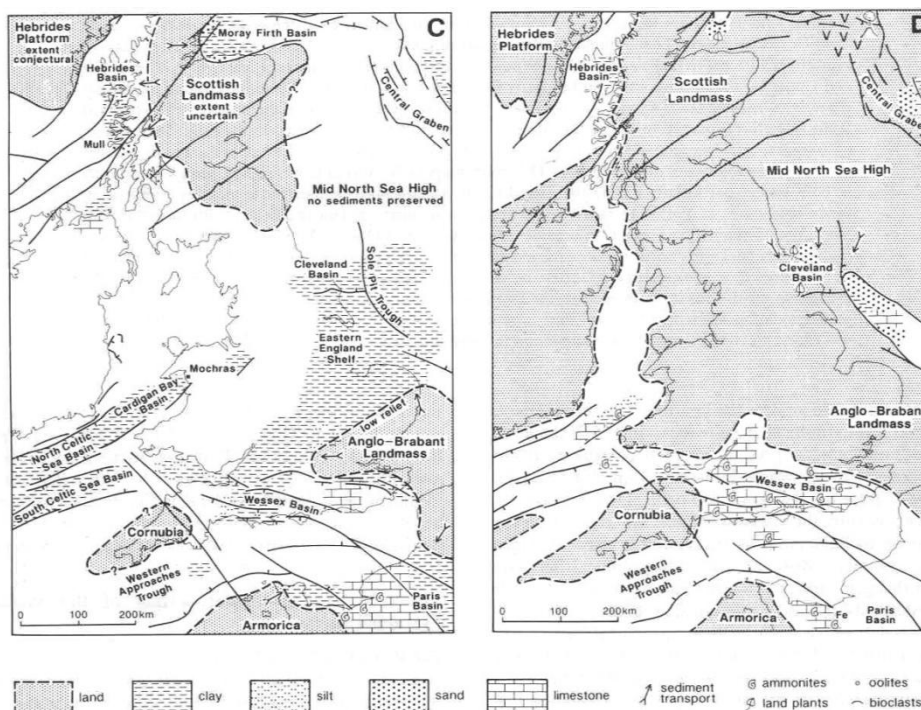 C
Hebrides
Platform
extent
conjectural
Moray Firth Basin
Hebrides
Basin
Scottish
Landmass
extent
uncertain
?
Central
Graben
Mull
Mid North Sea High
no sediments preserved
Cleveland
Basin
Sole Pit Trough
Eastern
England
Shelf
Mochras
Cardigan Bay
Basin
low relief
North Celtic
Sea Basin
Anglo-Brabant
Landmass
South Celtic Sea Basin
Wessex Basin
?
Cornubia
?
Western
Approaches
Trough
Paris
Basin
0 100 200km
Armorica
Hebrides
Platform
Hebrides
Basin
Scottish
Landmass
Central Graben
Mid North Sea High
Cleveland
Basin
Anglo-Brabant
Landmass
Wessex Basin
Cornubia
Western
Approaches
Trough
Fe
Paris
Basin
0 100 200 km
Armorica
land
clay
silt
sand
limestone
sediment
transport
ammonites
land plants
oolites
bioclasts